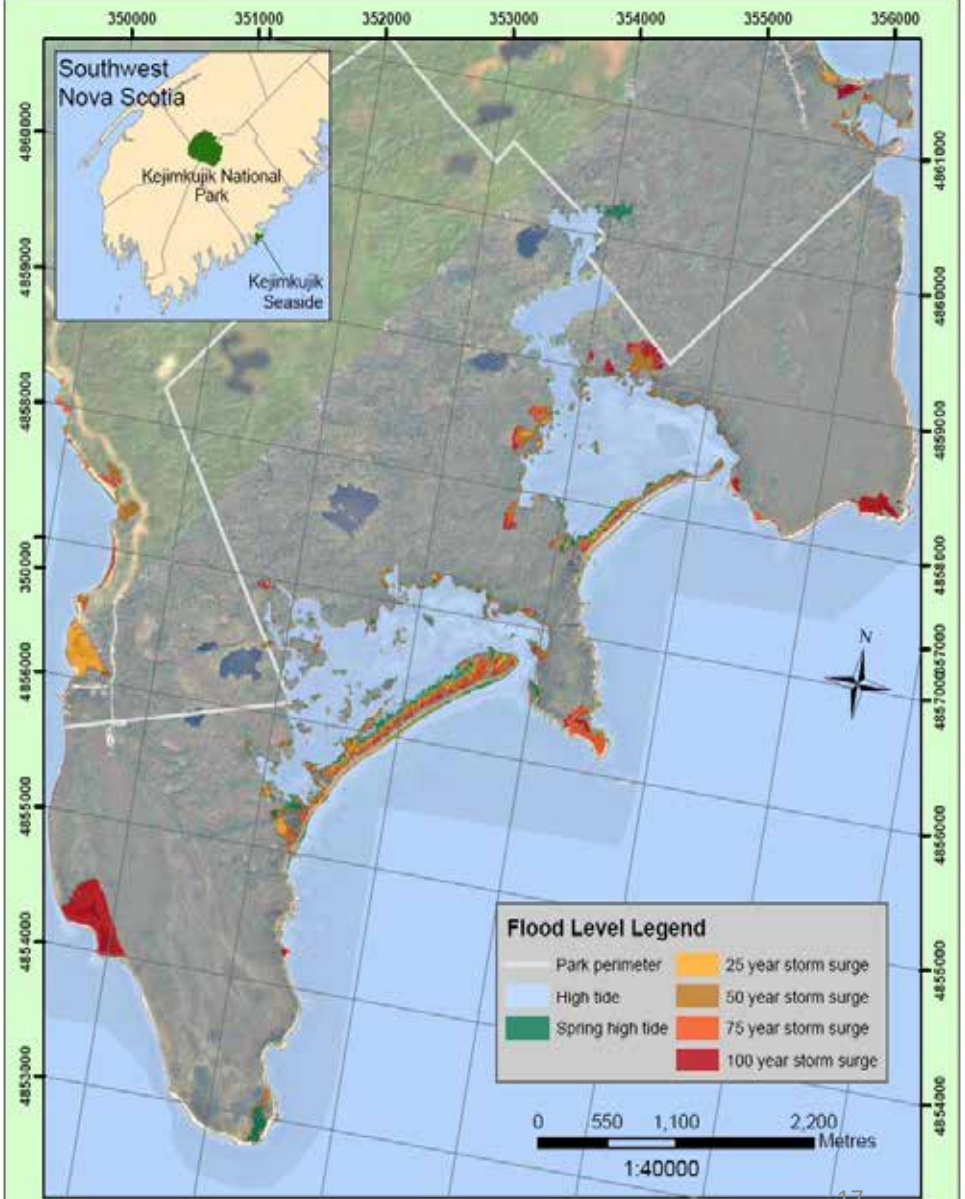 350000
351000
352000
353000
354000
355000
356000
Southwest
Nova Scotia
Kejimkujik National
Park
Kejimkujik
Seaside
4860000
4859000
4858000
350000
4856000
4855000
4854000
4853000
4861000
4860000
4859000
4858000
4857000
4857000
4856000
4855000
4854000
N
Flood Level Legend
Park perimeter
High tide
Spring high tide
25 year storm surge
50 year storm surge
75 year storm surge
100 year storm surge
0 550 1,100 2,200
Metres
1:40000